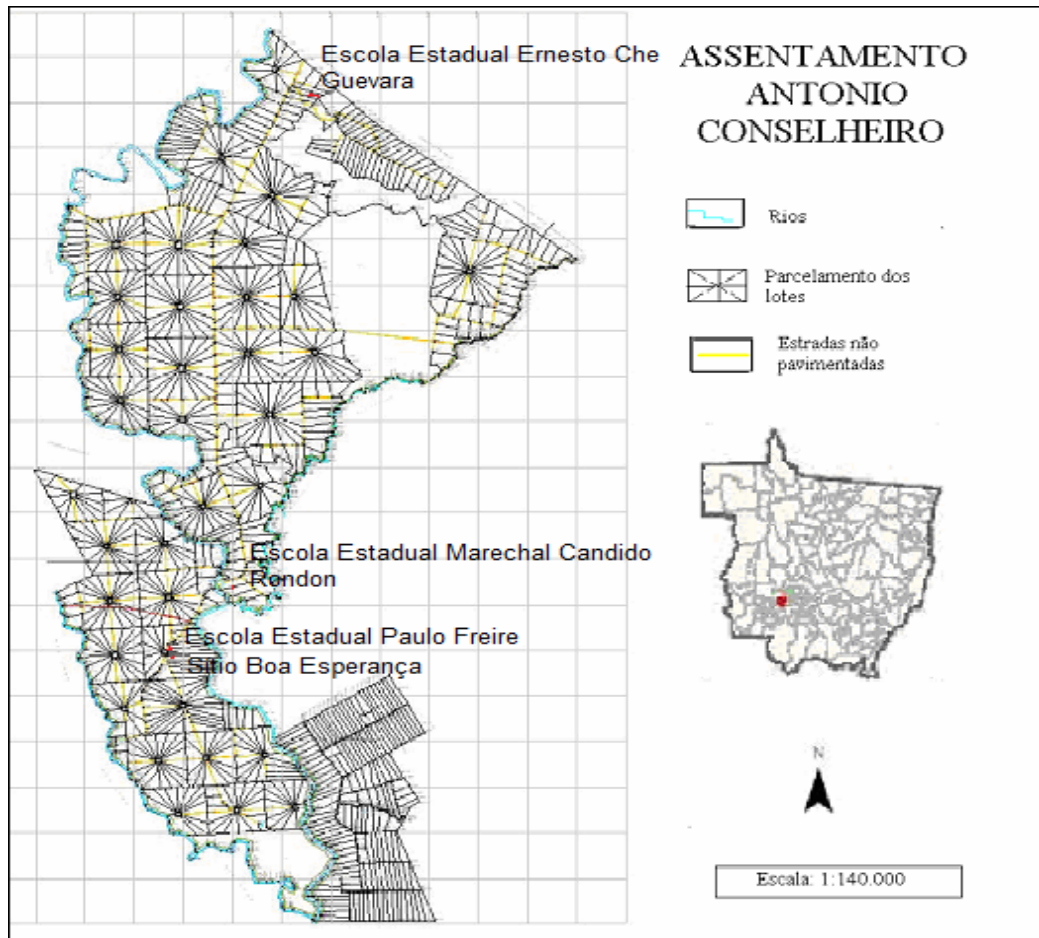 Escola Estadual Ernesto Che
Guevara
ASSENTAMENTO
ANTONIO
CONSELHEIRO
Rios
Parcelamento dos
lotes
Estradas não
pavimentadas
Escola Estadual Marechal Candido
Rondon
Escola Estadual Paulo Freire
Sítio Boa Esperança
N
Escala: 1:140.000